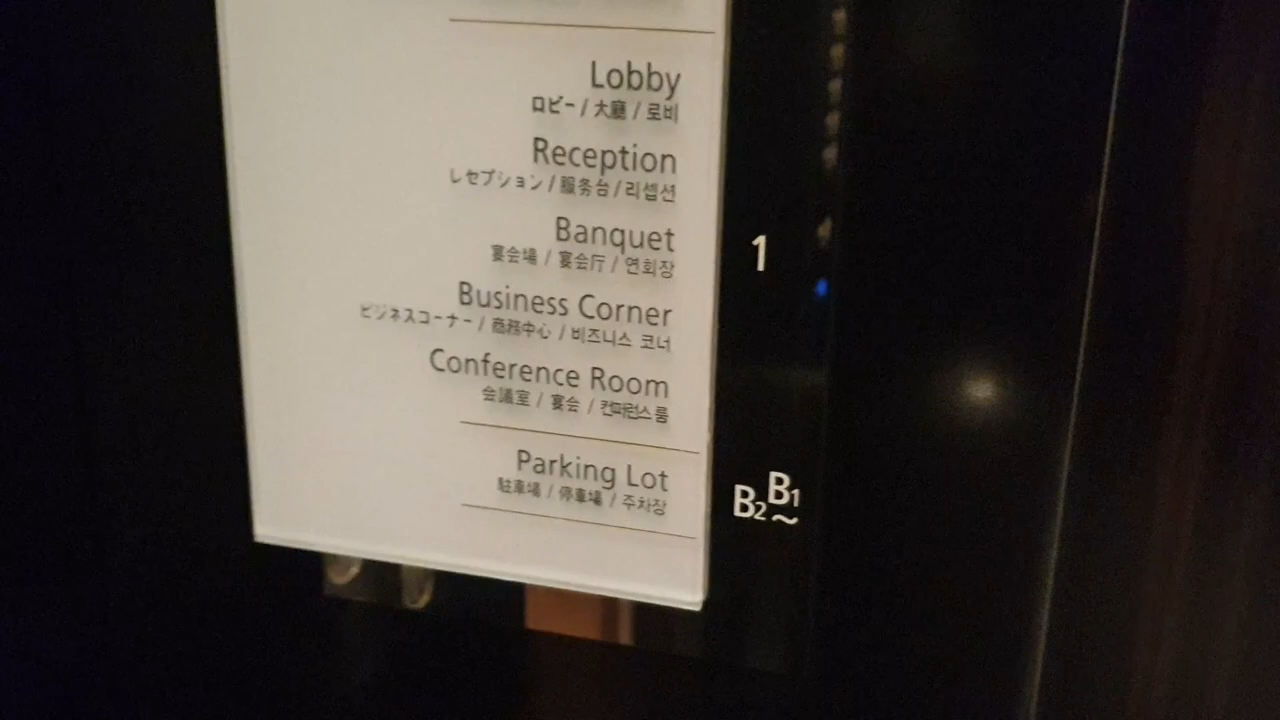 Lobby
ロビー / 大廳 / 로비
Reception
レセプション / 服务台 / 리셉션
Banquet
宴会場 / 宴会厅 / 연회장
1
Business Corner
ビジネスコーナー / 商務中心 / 비즈니스 코너
Conference Room
会議室 / 宴会 / 컨퍼런스 룸
Parking Lot
駐車場 / 停車場 / 주차장
B2~B1